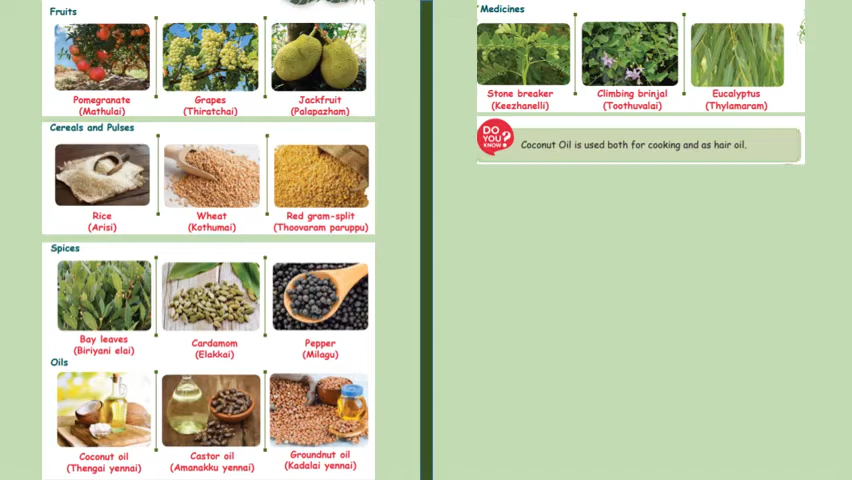 Fruits
Pomegranate Grapes Jackfruit
(Mathulai) (Thiratchai) (Palapazham)
Cereals and Pulses
Rice Wheat Red gram-split
(Arisi) (Kothumai) (Thoovaram paruppu)
Spices
Bay leaves Cardamom Pepper
(Biriyani elai) (Elakkai) (Milagu)
Oils
Coconut oil Castor oil Groundnut oil
(Thengai yennai) (Amanakku yennai) (Kadalai yennai)
Medicines
Stone breaker Climbing brinjal Eucalyptus
(Keezhanelli) (Toothuvalai) (Thylamaram)
DO
YOU
KNOW?
Coconut Oil is used both for cooking and as hair oil.